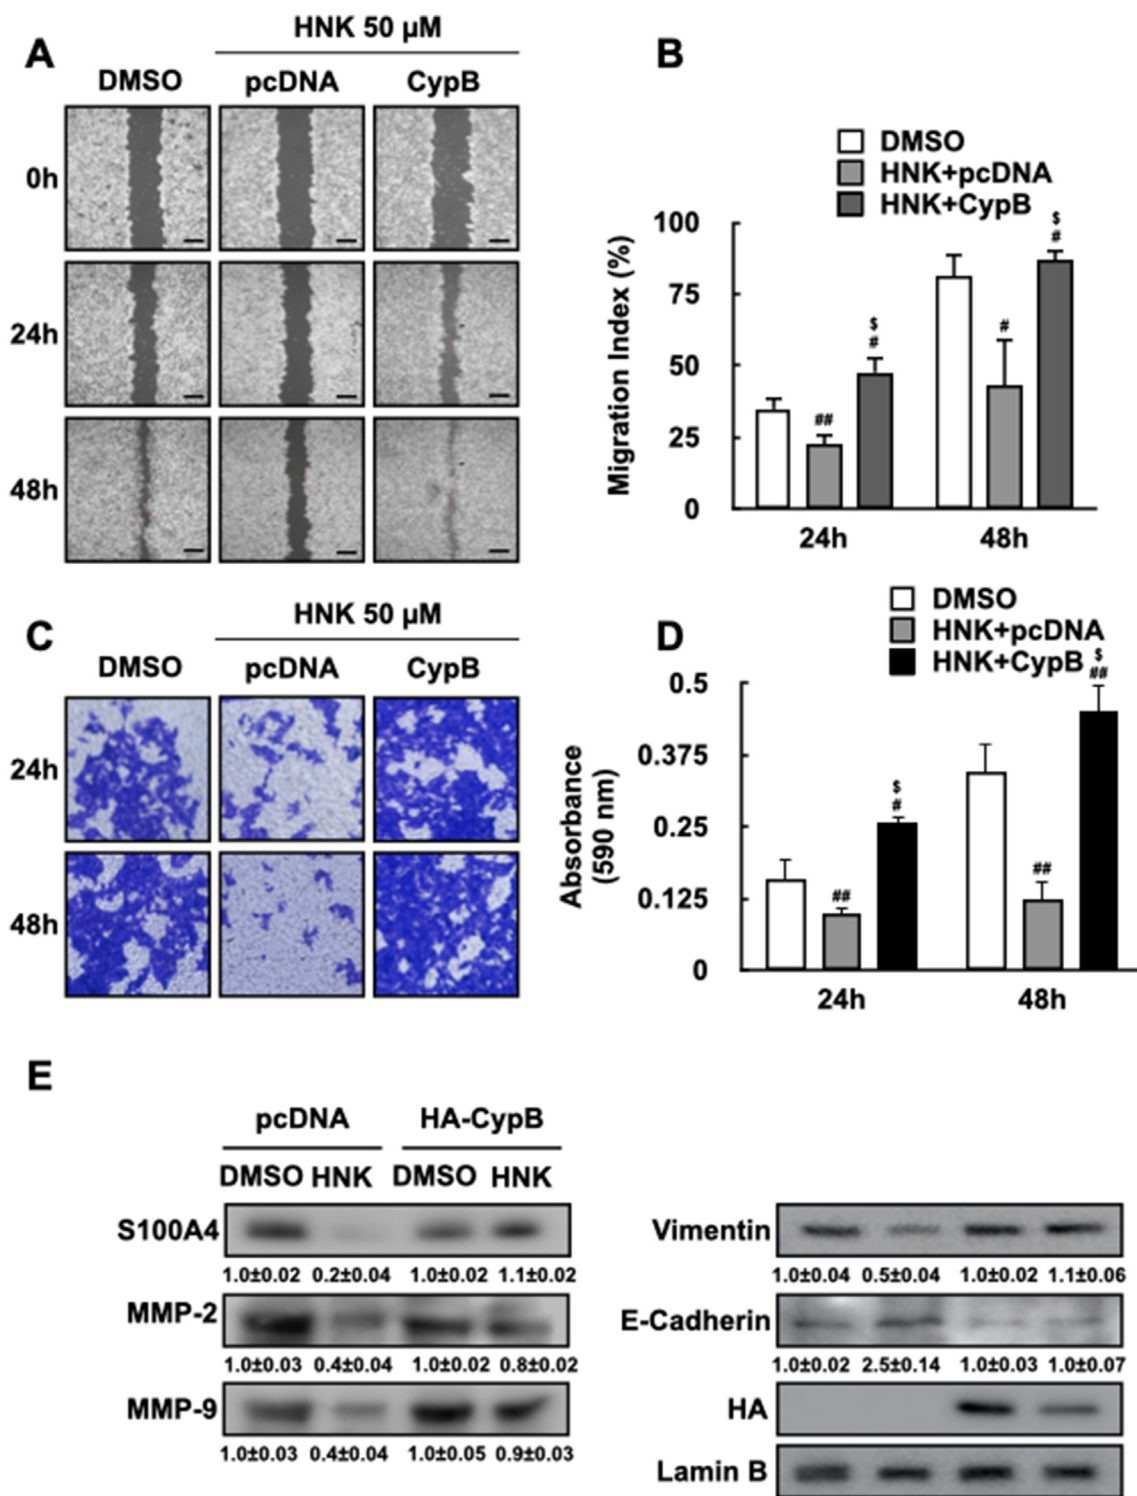 A
HNK 50 µM
DMSO
pcDNA
CypB
0h
24h
48h
B
DMSO
HNK+pcDNA
HNK+CypB
Migration Index (%)
100
75
50
25
0
##
$
#
#
$
#
24h
48h
C
HNK 50 µM
DMSO
pcDNA
CypB
24h
48h
D
DMSO
HNK+pcDNA
HNK+CypB
Absorbance
(590 nm)
0.5
0.375
0.25
0.125
0
##
$
#
##
$
##
24h
48h
E
pcDNA
HA-CypB
DMSO HNK DMSO HNK
S100A4
1.0±0.02 0.2±0.04 1.0±0.02 1.1±0.02
MMP-2
1.0±0.03 0.4±0.04 1.0±0.02 0.8±0.02
MMP-9
1.0±0.03 0.4±0.04 1.0±0.05 0.9±0.03
Vimentin
1.0±0.04 0.5±0.04 1.0±0.02 1.1±0.06
E-Cadherin
1.0±0.02 2.5±0.14 1.0±0.03 1.0±0.07
HA
Lamin B